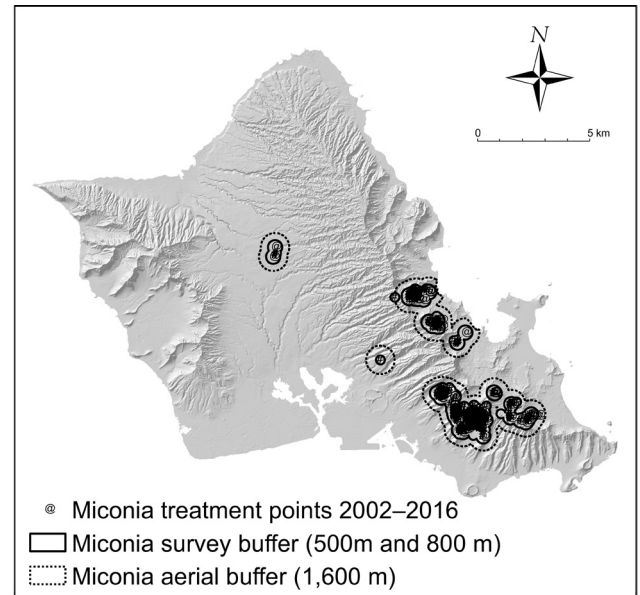 N
0 5 km
@ Miconia treatment points 2002–2016
Miconia survey buffer (500m and 800 m)
Miconia aerial buffer (1,600 m)